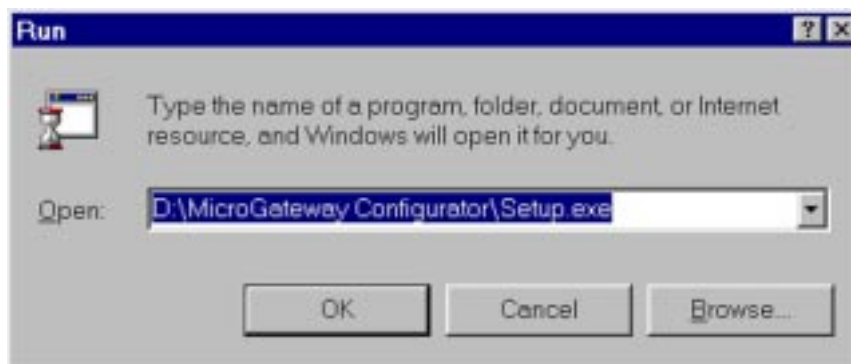 Run
Type the name of a program, folder, document, or Internet
resource, and Windows will open it for you.
Open: D:\MicroGateway Configurator\Setup.exe
OK Cancel Browse...